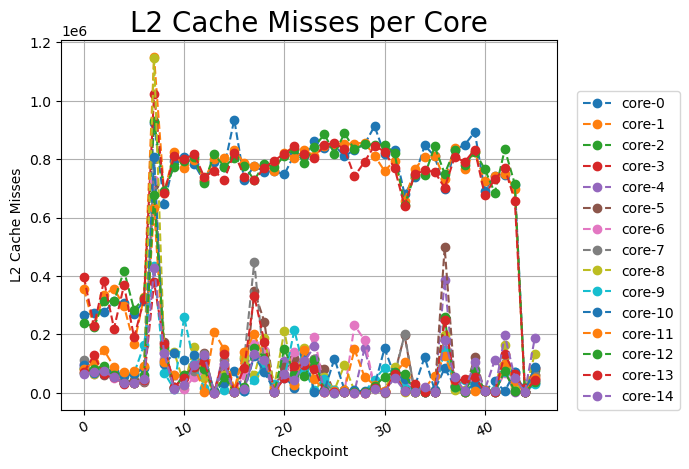 L2 Cache Misses per Core
1e6
1.2
1.0
0.8
0.6
0.4
0.2
0.0
L2 Cache Misses
0
10
20
30
40
Checkpoint
core-0
core-1
core-2
core-3
core-4
core-5
core-6
core-7
core-8
core-9
core-10
core-11
core-12
core-13
core-14